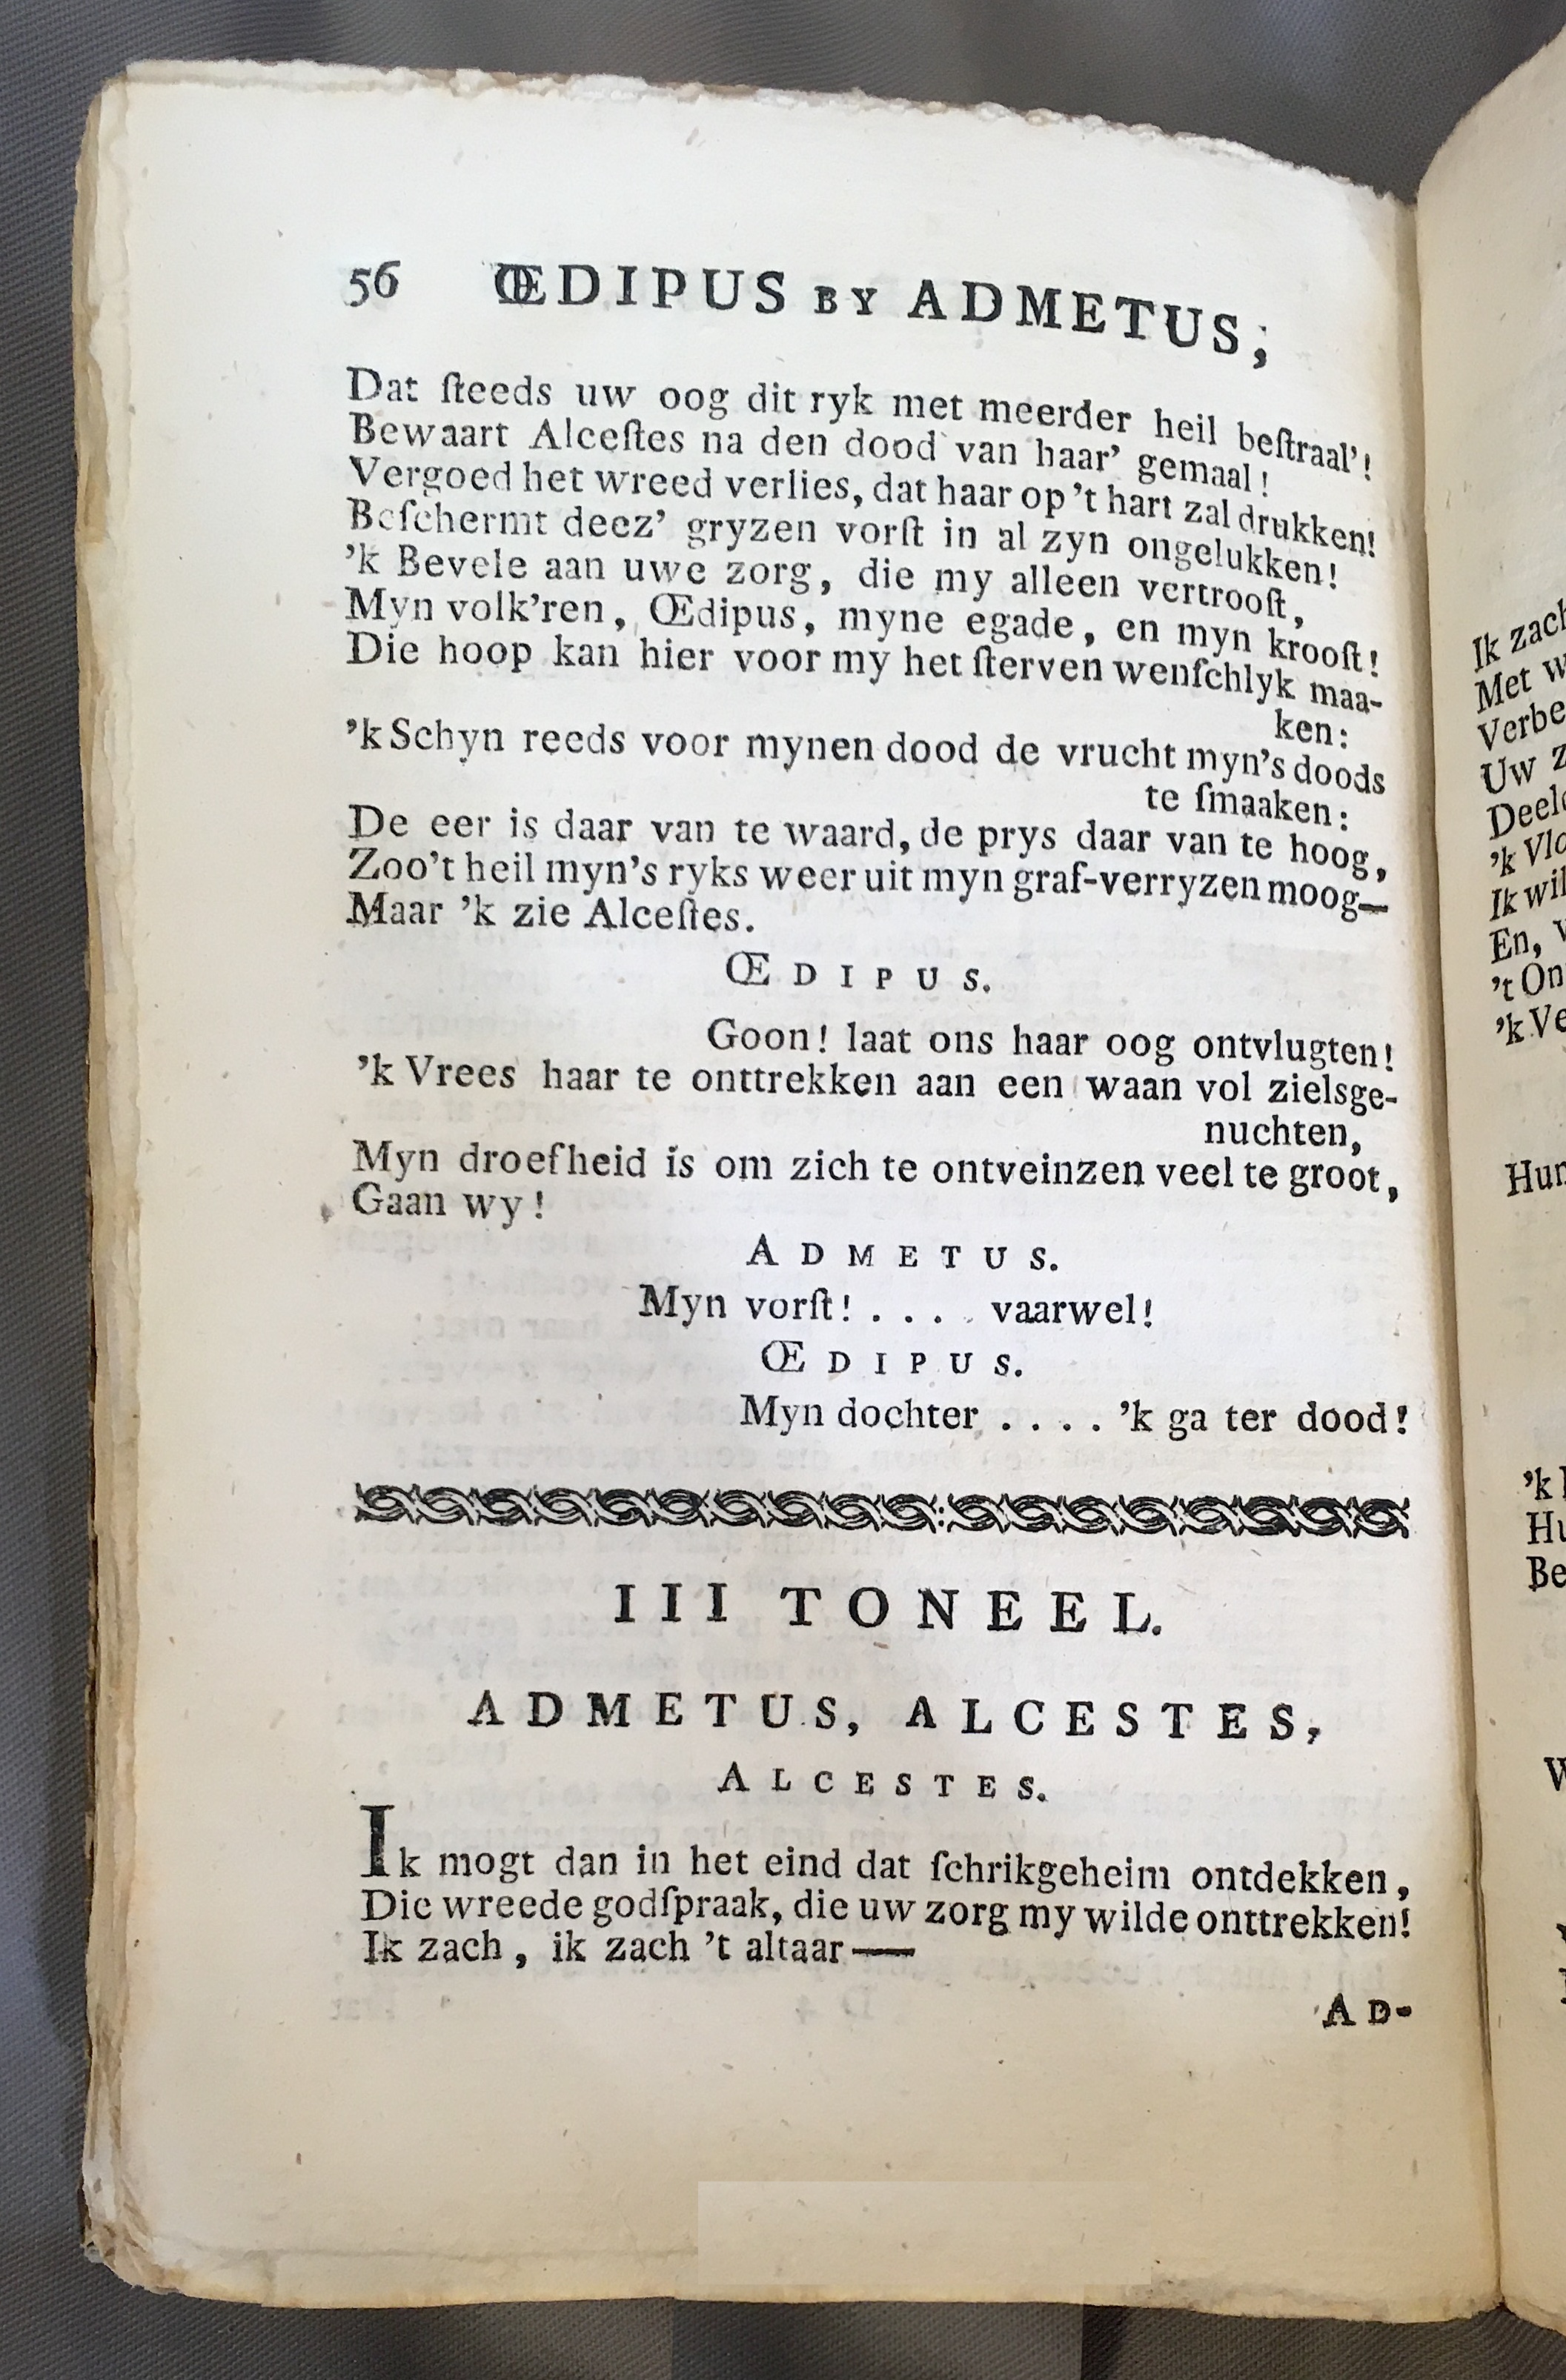 56 ŒDIPUS BY ADMETUS;
Dat ſteeds uw oog dit ryk met meerder heil beſtraal'!
Bewaart Alceſtes na den dood van haar' gemaal!
Vergoed het wreed verlies, dat haar op 't hart zal drukken!
Beſchermt deez' gryzen vorſt in al zyn ongelukken!
'k Bevele aan uwe zorg, die my alleen vertrooſt,
Myn volk'ren, Œdipus, myne egade, en myn krooſt!
Die hoop kan hier voor my het ſterven wenſchlyk maa-
ken:
'k Schyn reeds voor mynen dood de vrucht myn's doods
te ſmaaken:
De eer is daar van te waard, de prys daar van te hoog,
Zoo't heil myn's ryks weer uit myn graf-verryzen moog—
Maar 'k zie Alceſtes.
ŒDIPUS.
Goon! laat ons haar oog ontvlugten!
'k Vrees haar te onttrekken aan een waan vol zielsge-
nuchten,
Myn droefheid is om zich te ontveinzen veel te groot,
Gaan wy!
ADMETUS.
Myn vorſt! . . . . vaarwel!
ŒDIPUS.
Myn dochter . . . . 'k ga ter dood!
III TONEEL.
ADMETUS, ALCESTES,
ALCESTES.
Ik mogt dan in het eind dat ſchrikgeheim ontdekken,
Die wreede godſpraak, die uw zorg my wilde onttrekken!
Ik zach, ik zach 't altaar——
AD-
Ik zach
Met
Uw
'k
Ik wil
En,
't
'k
'k